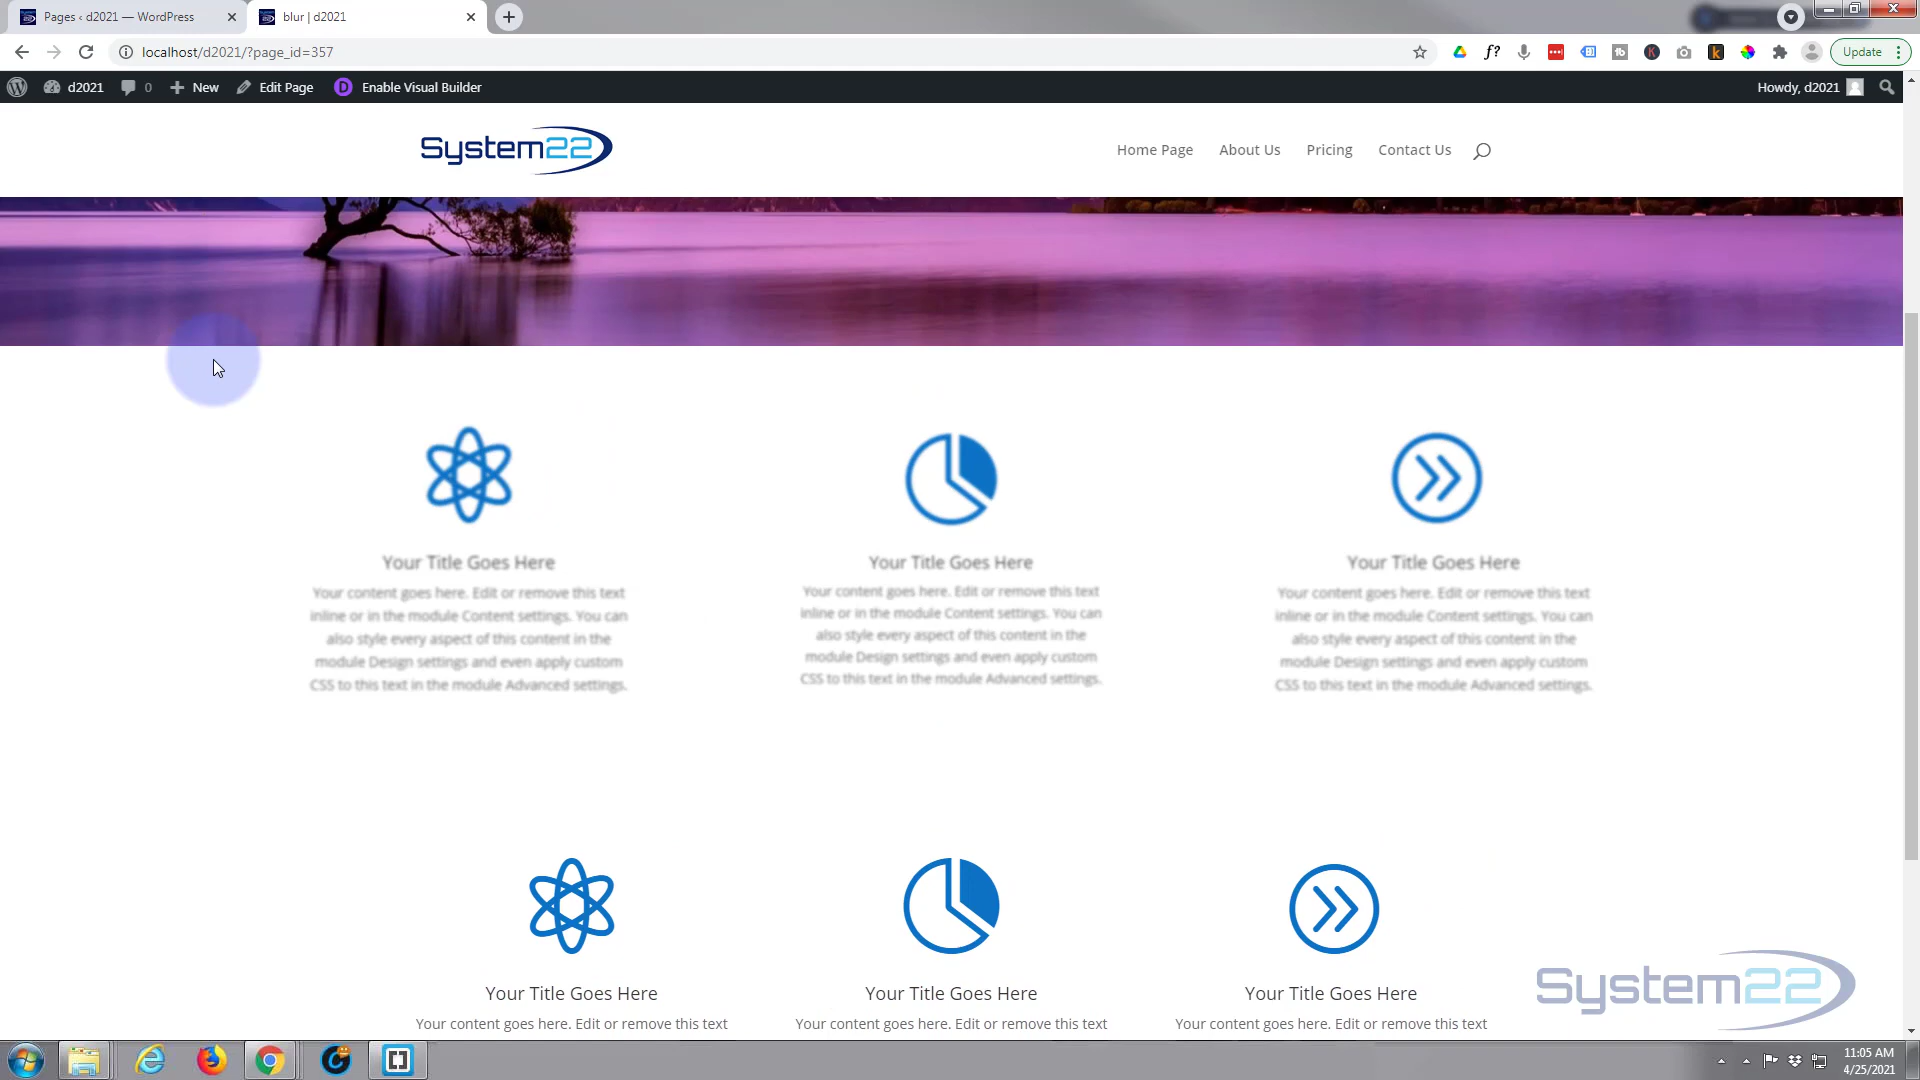 Pages ‹ d2021 — WordPress
blur | d2021
localhost/d2021/?page_id=357
f?
Update
d2021
0
New
Edit Page
D
Enable Visual Builder
Howdy, d2021
System22
Home Page
About Us
Pricing
Contact Us
Your Title Goes Here
Your content goes here. Edit or remove this text
inline or in the module Content settings. You can
also style every aspect of this content in the
module Design settings and even apply custom
CSS to this text in the module Advanced settings.
Your Title Goes Here
Your content goes here. Edit or remove this text
inline or in the module Content settings. You can
also style every aspect of this content in the
module Design settings and even apply custom
CSS to this text in the module Advanced settings.
Your Title Goes Here
Your content goes here. Edit or remove this text
inline or in the module Content settings. You can
also style every aspect of this content in the
module Design settings and even apply custom
CSS to this text in the module Advanced settings.
Your Title Goes Here
Your content goes here. Edit or remove this text
Your Title Goes Here
Your content goes here. Edit or remove this text
Your Title Goes Here
Your content goes here. Edit or remove this text
System22
11:05 AM
4/25/2021